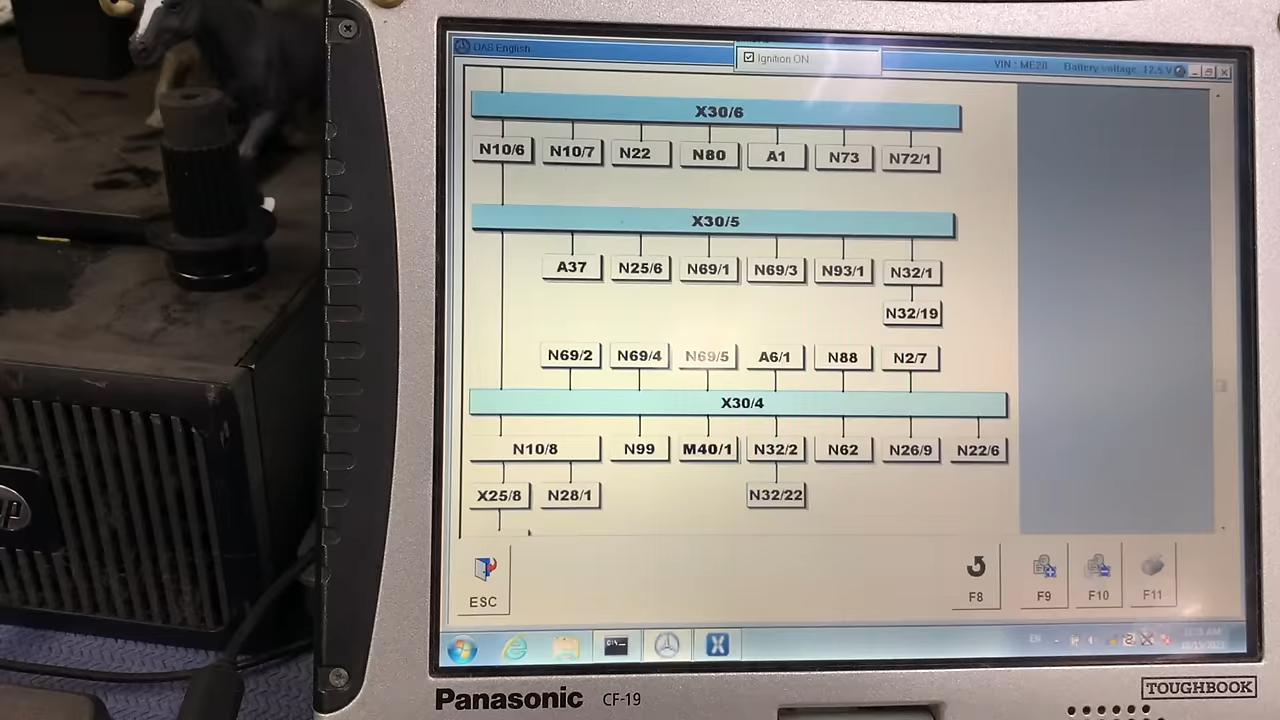 DAS English
Ignition ON
Battery voltage: 12.5 V
X30/6
N10/6 N10/7 N22 N80 A1 N73 N72/1
X30/5
A37 N25/6 N69/1 N69/3 N93/1 N32/1
N32/19
N69/2 N69/4 N69/5 A6/1 N88 N2/7
X30/4
N10/8 N99 M40/1 N32/2 N62 N26/9 N22/6
X25/8 N28/1 N32/22
ESC F8 F9 F10 F11
EN
Panasonic CF-19 TOUGHBOOK